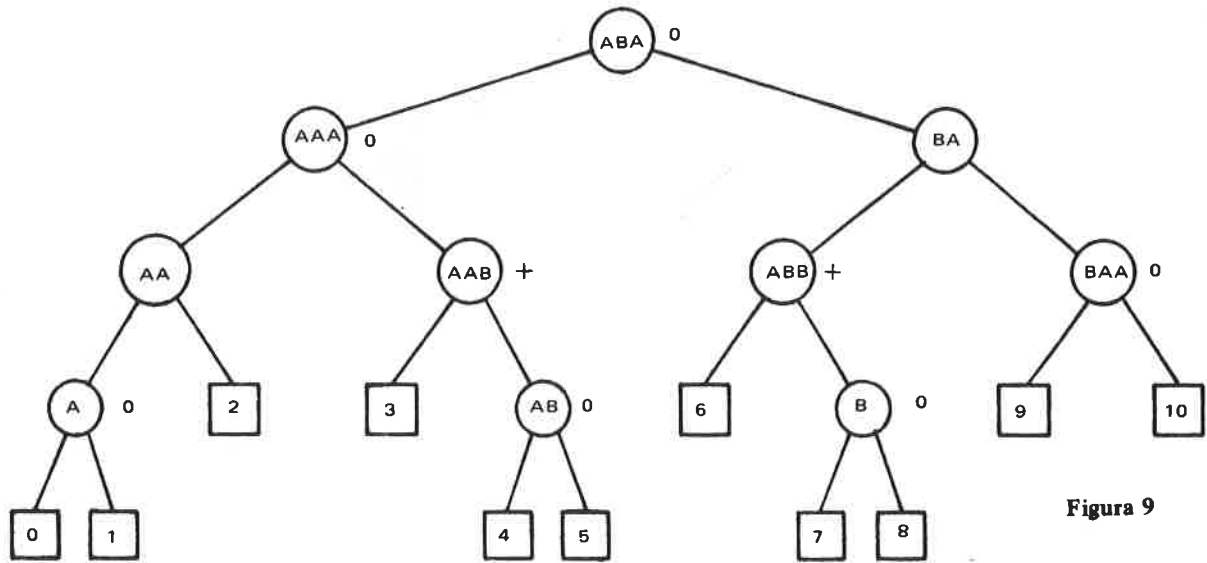 ABA 0
AAA 0 BA
AA AAB + ABB + BAA 0
A 0 2 3 AB 0 6 B 0 9 10
0 1 4 5 7 8
Figura 9